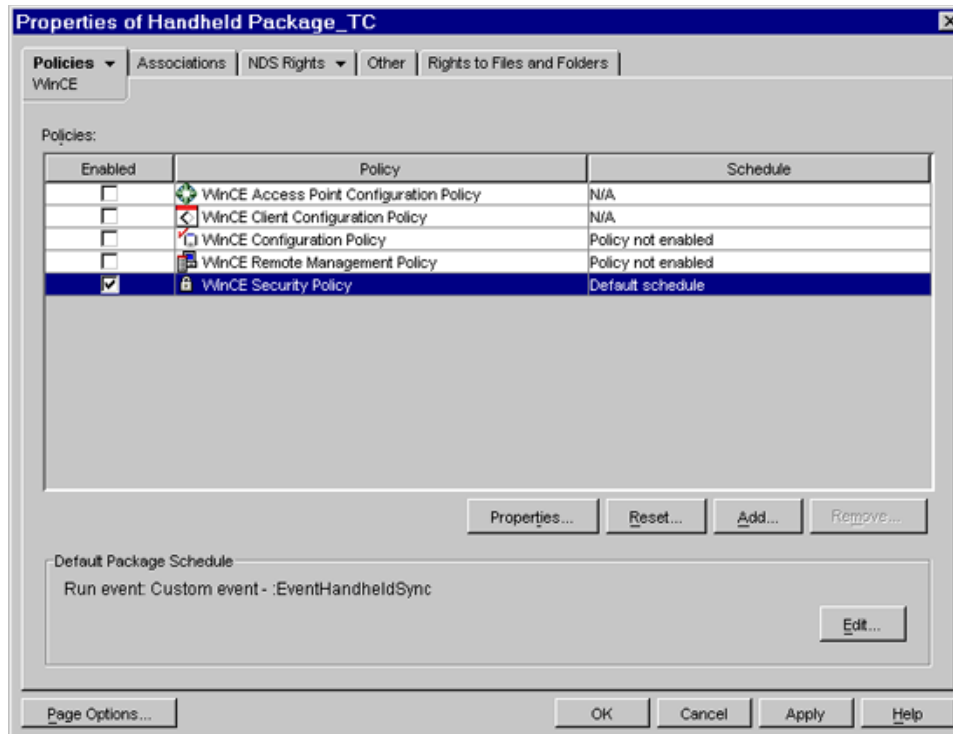 Properties of Handheld Package_TC
Policies Associations NDS Rights Other Rights to Files and Folders
WinCE
Policies:
Enabled Policy Schedule
WinCE Access Point Configuration Policy N/A
WinCE Client Configuration Policy N/A
WinCE Configuration Policy Policy not enabled
WinCE Remote Management Policy Policy not enabled
WinCE Security Policy Default schedule
Properties... Reset... Add... Remove...
Default Package Schedule
Run event: Custom event - :EventHandheldSync
Edit...
Page Options... OK Cancel Apply Help